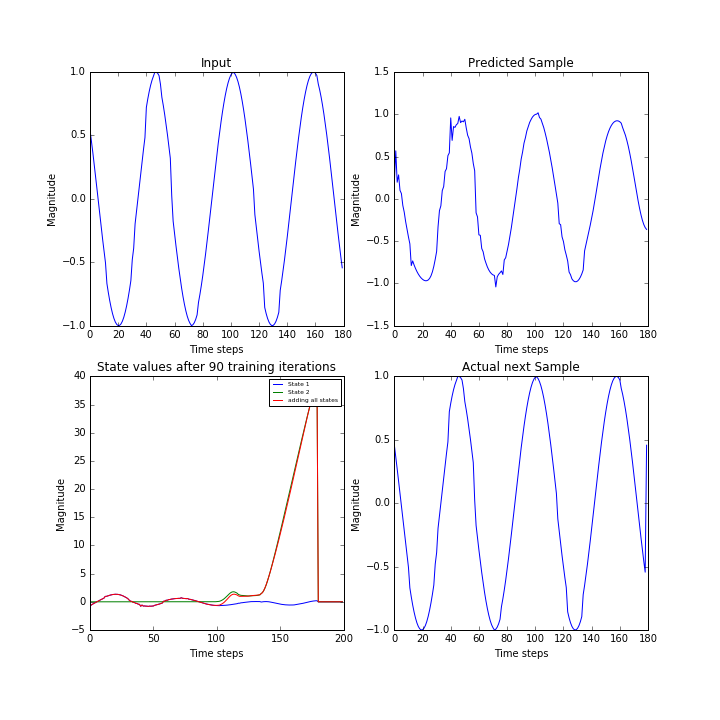 Input
Magnitude
1.0
0.5
0.0
−0.5
−1.0
0 20 40 60 80 100 120 140 160 180
Time steps
Predicted Sample
Magnitude
1.5
1.0
0.5
0.0
−0.5
−1.0
−1.5
0 20 40 60 80 100 120 140 160 180
Time steps
State values after 90 training iterations
Magnitude
40
35
30
25
20
15
10
5
0
−5
State 1
State 2
adding all states
0 50 100 150 200
Time steps
Actual next Sample
Magnitude
1.0
0.5
0.0
−0.5
−1.0
0 20 40 60 80 100 120 140 160 180
Time steps